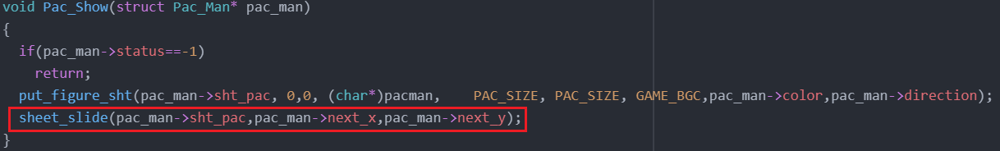 void Pac_Show(struct Pac_Man* pac_man)
{
  if(pac_man->status==-1)
    return;
  put_figure_sht(pac_man->sht_pac, 0,0, (char*)pacman,    PAC_SIZE, PAC_SIZE, GAME_BGC,pac_man->color,pac_man->direction);
  sheet_slide(pac_man->sht_pac,pac_man->next_x,pac_man->next_y);
}